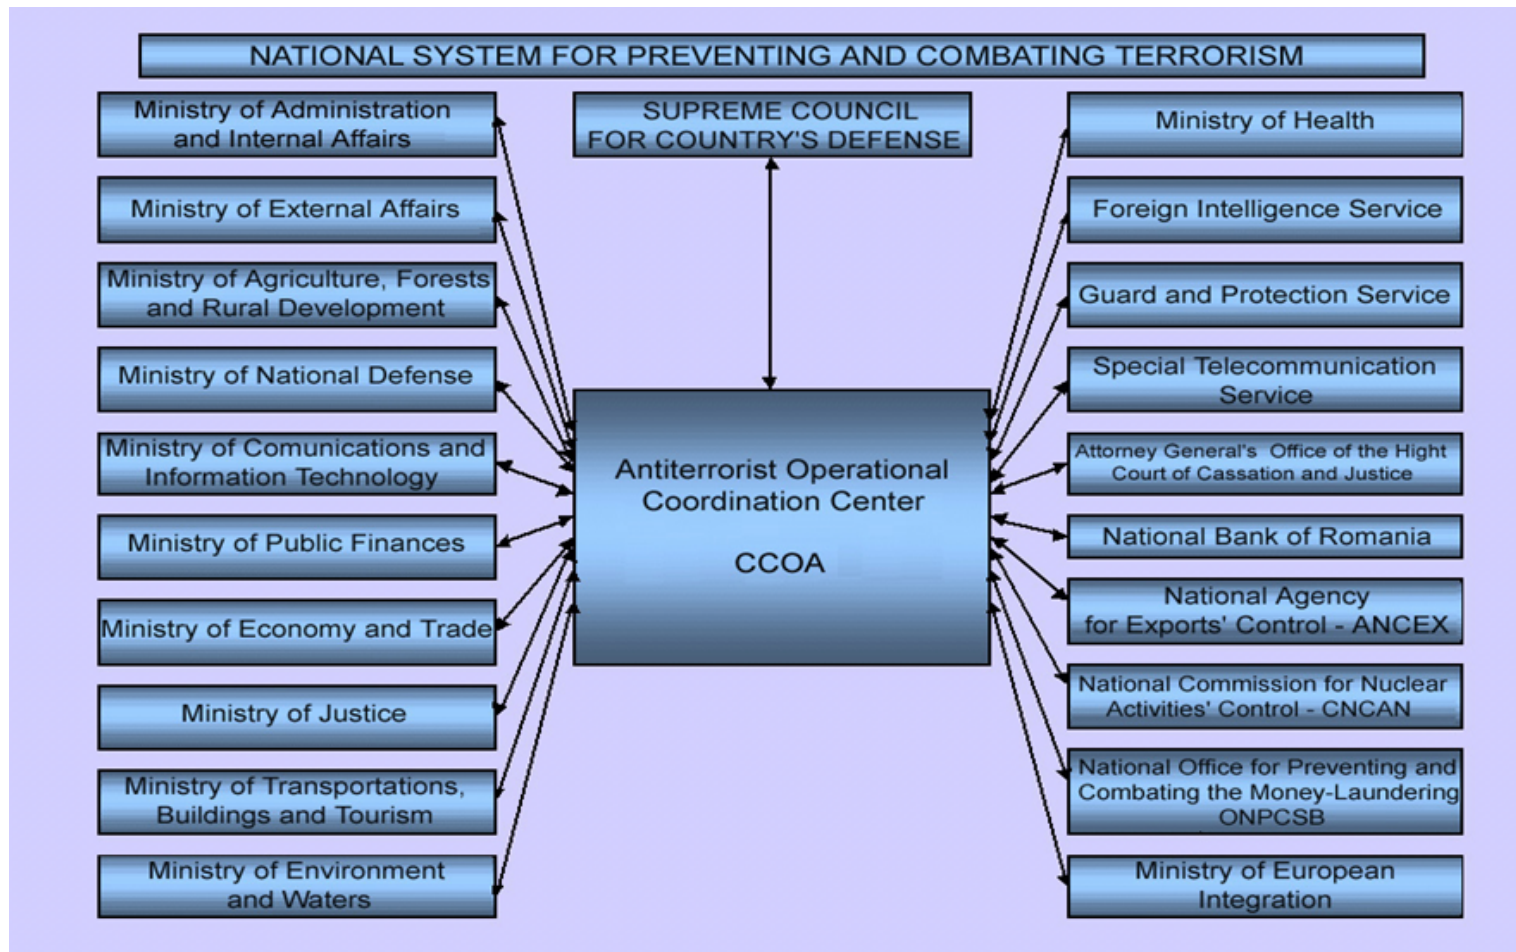 NATIONAL SYSTEM FOR PREVENTING AND COMBATING TERRORISM
Ministry of Administration
and Internal Affairs
Ministry of External Affairs
Ministry of Agriculture, Forests
and Rural Development
Ministry of National Defense
Ministry of Comunications and
Information Technology
Ministry of Public Finances
Ministry of Economy and Trade
Ministry of Justice
Ministry of Transportations,
Buildings and Tourism
Ministry of Environment
and Waters
SUPREME COUNCIL
FOR COUNTRY'S DEFENSE
Antiterrorist Operational
Coordination Center
CCOA
Ministry of Health
Foreign Intelligence Service
Guard and Protection Service
Special Telecommunication
Service
Attorney General's Office of the Hight
Court of Cassation and Justice
National Bank of Romania
National Agency
for Exports' Control - ANCEX
National Commission for Nuclear
Activities' Control - CNCAN
National Office for Preventing and
Combating the Money-Laundering
ONPCSB
Ministry of European
Integration